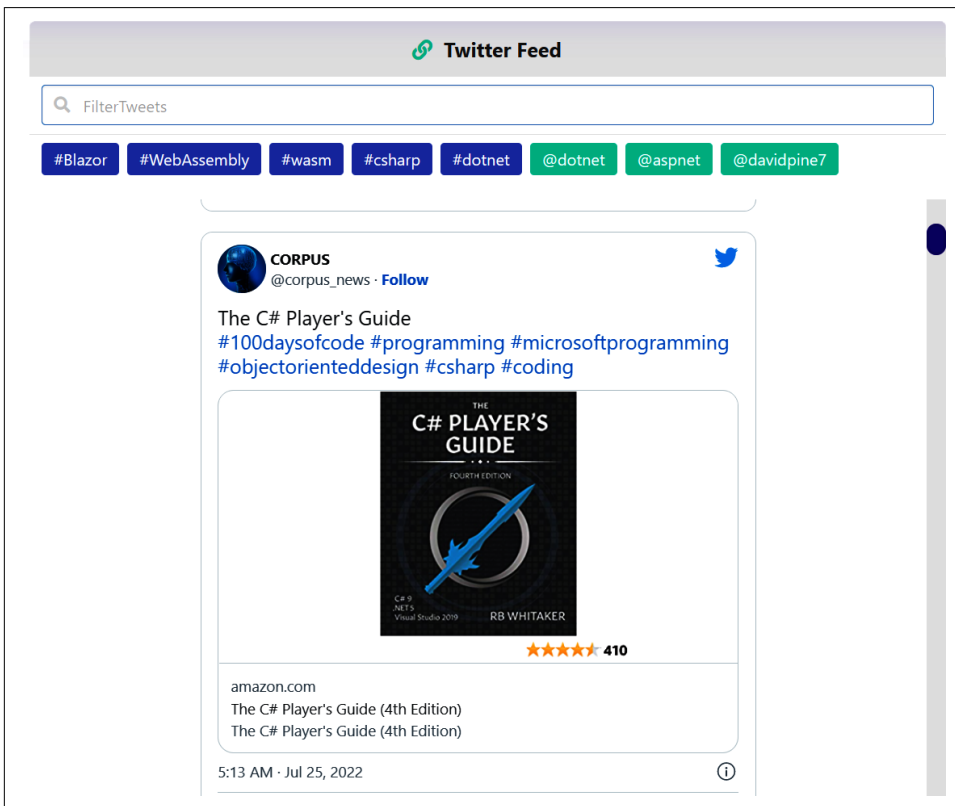 Twitter Feed
FilterTweets
#Blazor #WebAssembly #wasm #csharp #dotnet @dotnet @aspnet @davidpine7
CORPUS
@corpus_news · Follow
The C# Player's Guide
#100daysofcode #programming #microsoftprogramming
#objectorienteddesign #csharp #coding
THE
C# PLAYER'S
GUIDE
FOURTH EDITION
C# 9
.NET 5
Visual Studio 2019
RB WHITAKER
410
amazon.com
The C# Player's Guide (4th Edition)
The C# Player's Guide (4th Edition)
5:13 AM · Jul 25, 2022